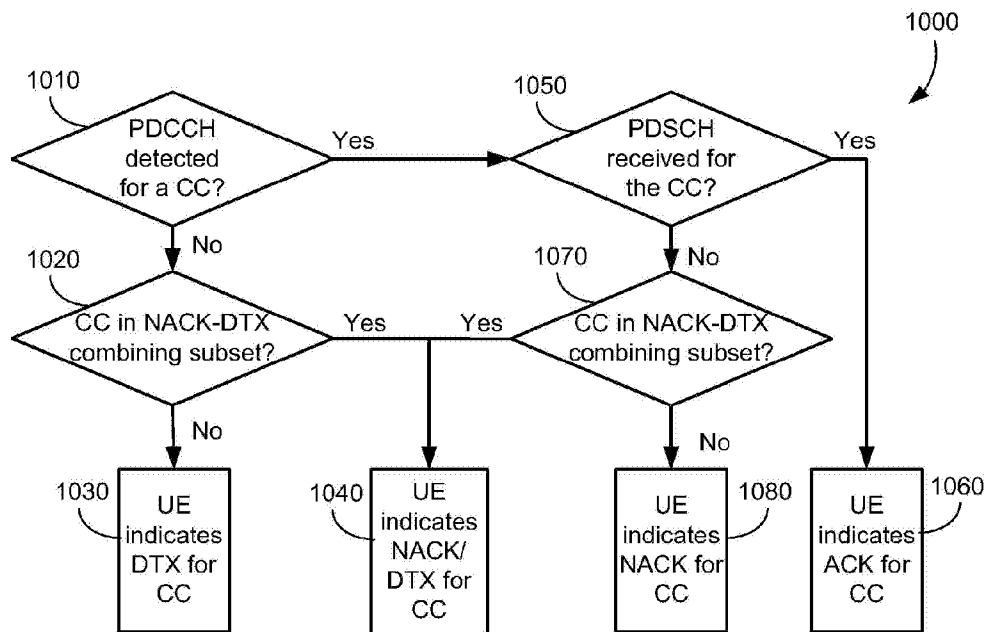 1000
1010
PDCCH
detected
for a CC?
Yes
1050
PDSCH
received for
the CC?
Yes
No
No
1020
CC in NACK-DTX
combining subset?
Yes
1070
Yes
CC in NACK-DTX
combining subset?
No
No
1030
UE
indicates
DTX for
CC
1040
UE
indicates
NACK/
DTX for
CC
UE
indicates
NACK for
CC
1080
UE
indicates
ACK for
CC
1060